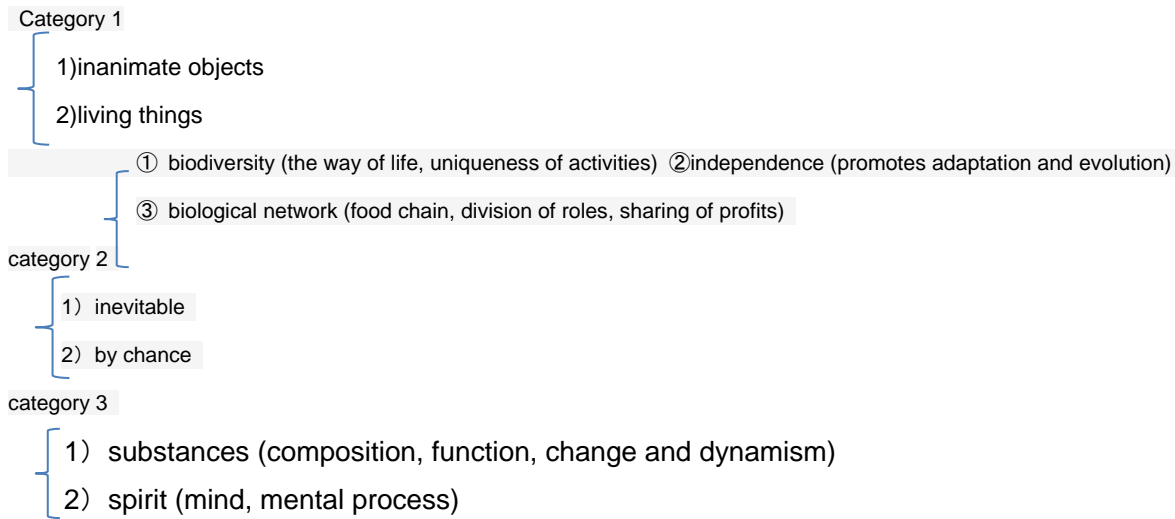 Category 1
1)inanimate objects
2)living things
① biodiversity (the way of life, uniqueness of activities) ②independence (promotes adaptation and evolution)
③ biological network (food chain, division of roles, sharing of profits)
category 2
1）inevitable
2）by chance
category 3
1）substances (composition, function, change and dynamism)
2）spirit (mind, mental process)